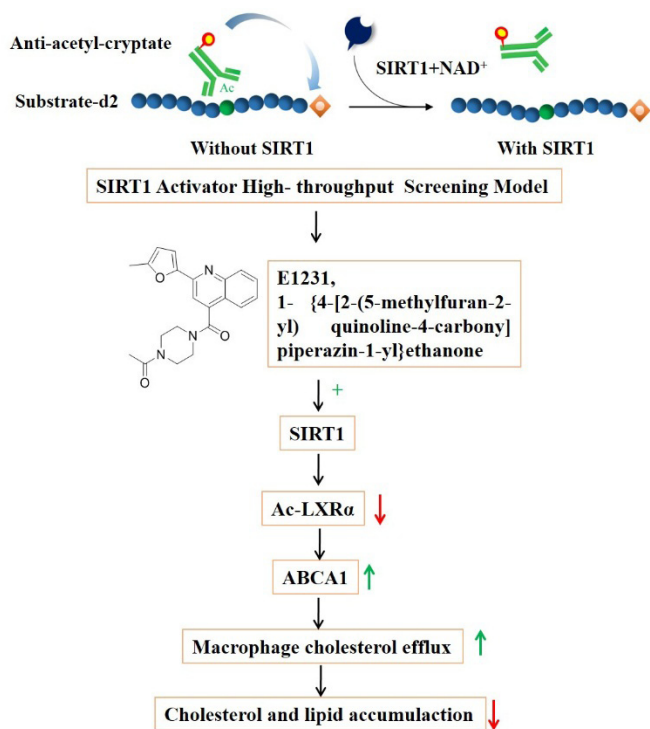 Anti-acetyl-cryptate
Ac
SIRT1+NAD⁺
Substrate-d2
Without SIRT1
With SIRT1
SIRT1 Activator High- throughput Screening Model
E1231,
1- {4-[2-(5-methylfuran-2-
yl) quinoline-4-carbony]
piperazin-1-yl}ethanone
O
N
O
N
N
O
+
SIRT1
Ac-LXRα
ABCA1
Macrophage cholesterol efflux
Cholesterol and lipid accumulaction